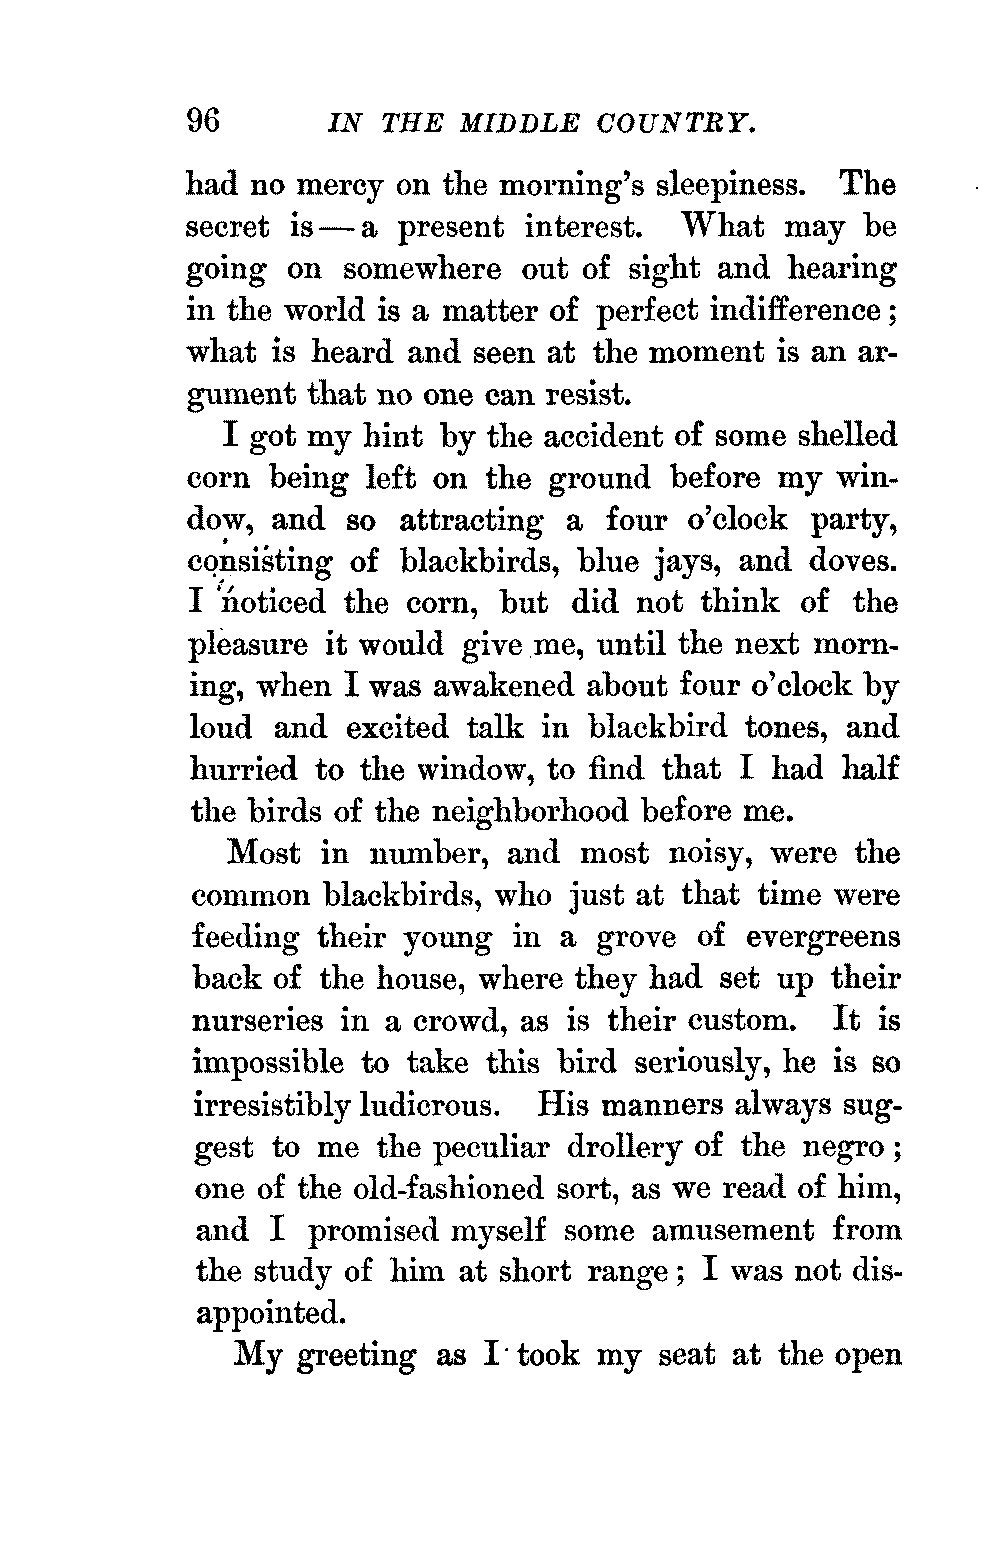 96 IN THE MIDDLE COUNTRY.
had no mercy on the morning's sleepiness. The
secret is—a present interest. What may be
going on somewhere out of sight and hearing
in the world is a matter of perfect indifference;
what is heard and seen at the moment is an ar-
gument that no one can resist.
I got my hint by the accident of some shelled
corn being left on the ground before my win-
dow, and so attracting a four o'clock party,
consisting of blackbirds, blue jays, and doves.
I noticed the corn, but did not think of the
pleasure it would give me, until the next morn-
ing, when I was awakened about four o'clock by
loud and excited talk in blackbird tones, and
hurried to the window, to find that I had half
the birds of the neighborhood before me.
Most in number, and most noisy, were the
common blackbirds, who just at that time were
feeding their young in a grove of evergreens
back of the house, where they had set up their
nurseries in a crowd, as is their custom. It is
impossible to take this bird seriously, he is so
irresistibly ludicrous. His manners always sug-
gest to me the peculiar drollery of the negro;
one of the old-fashioned sort, as we read of him,
and I promised myself some amusement from
the study of him at short range; I was not dis-
appointed.
My greeting as I took my seat at the open